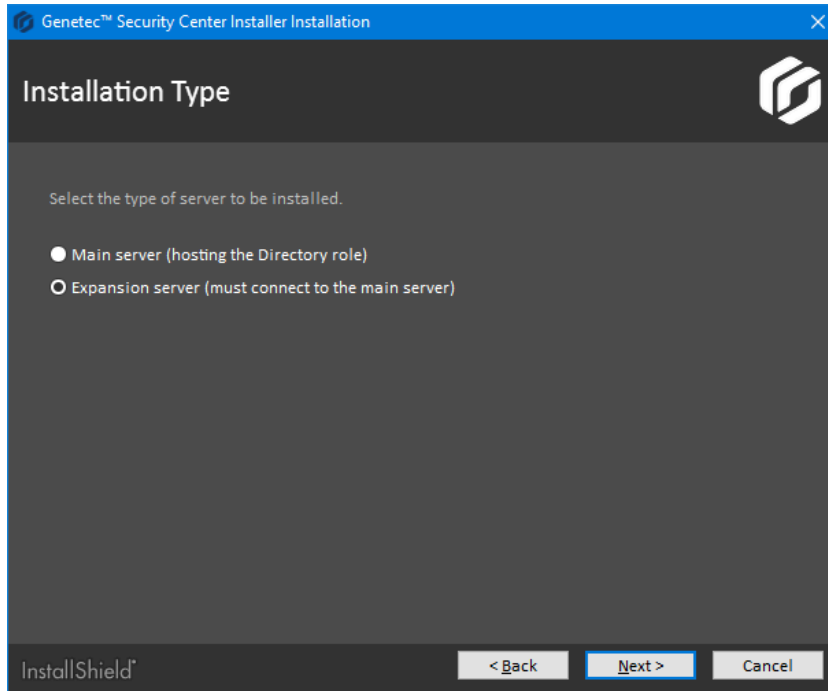 Genetec™ Security Center Installer Installation
Installation Type
Select the type of server to be installed.
Main server (hosting the Directory role)
Expansion server (must connect to the main server)
InstallShield®
< Back
Next >
Cancel